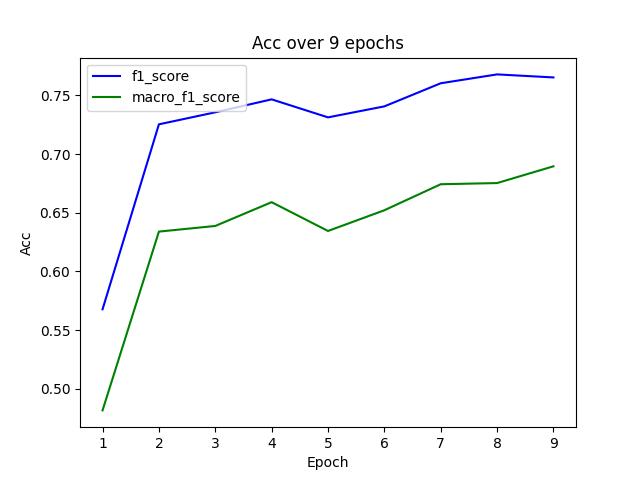 Acc over 9 epochs
f1_score
macro_f1_score
0.75
0.70
0.65
0.60
0.55
0.50
Acc
1 2 3 4 5 6 7 8 9
Epoch